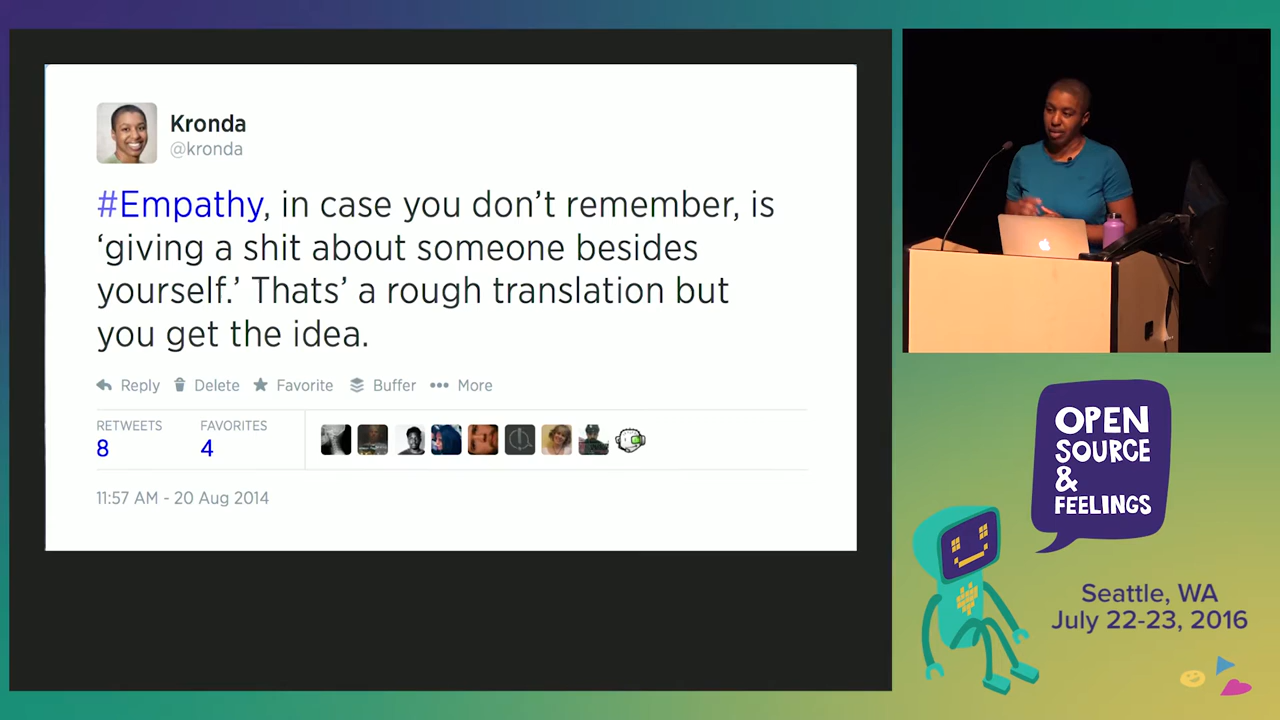 Kronda
@kronda
#Empathy, in case you don’t remember, is
‘giving a shit about someone besides
yourself.’ Thats’ a rough translation but
you get the idea.
Reply Delete Favorite Buffer More
RETWEETS FAVORITES
8 4
11:57 AM - 20 Aug 2014
OPEN
SOURCE
&
FEELINGS
Seattle, WA
July 22-23, 2016